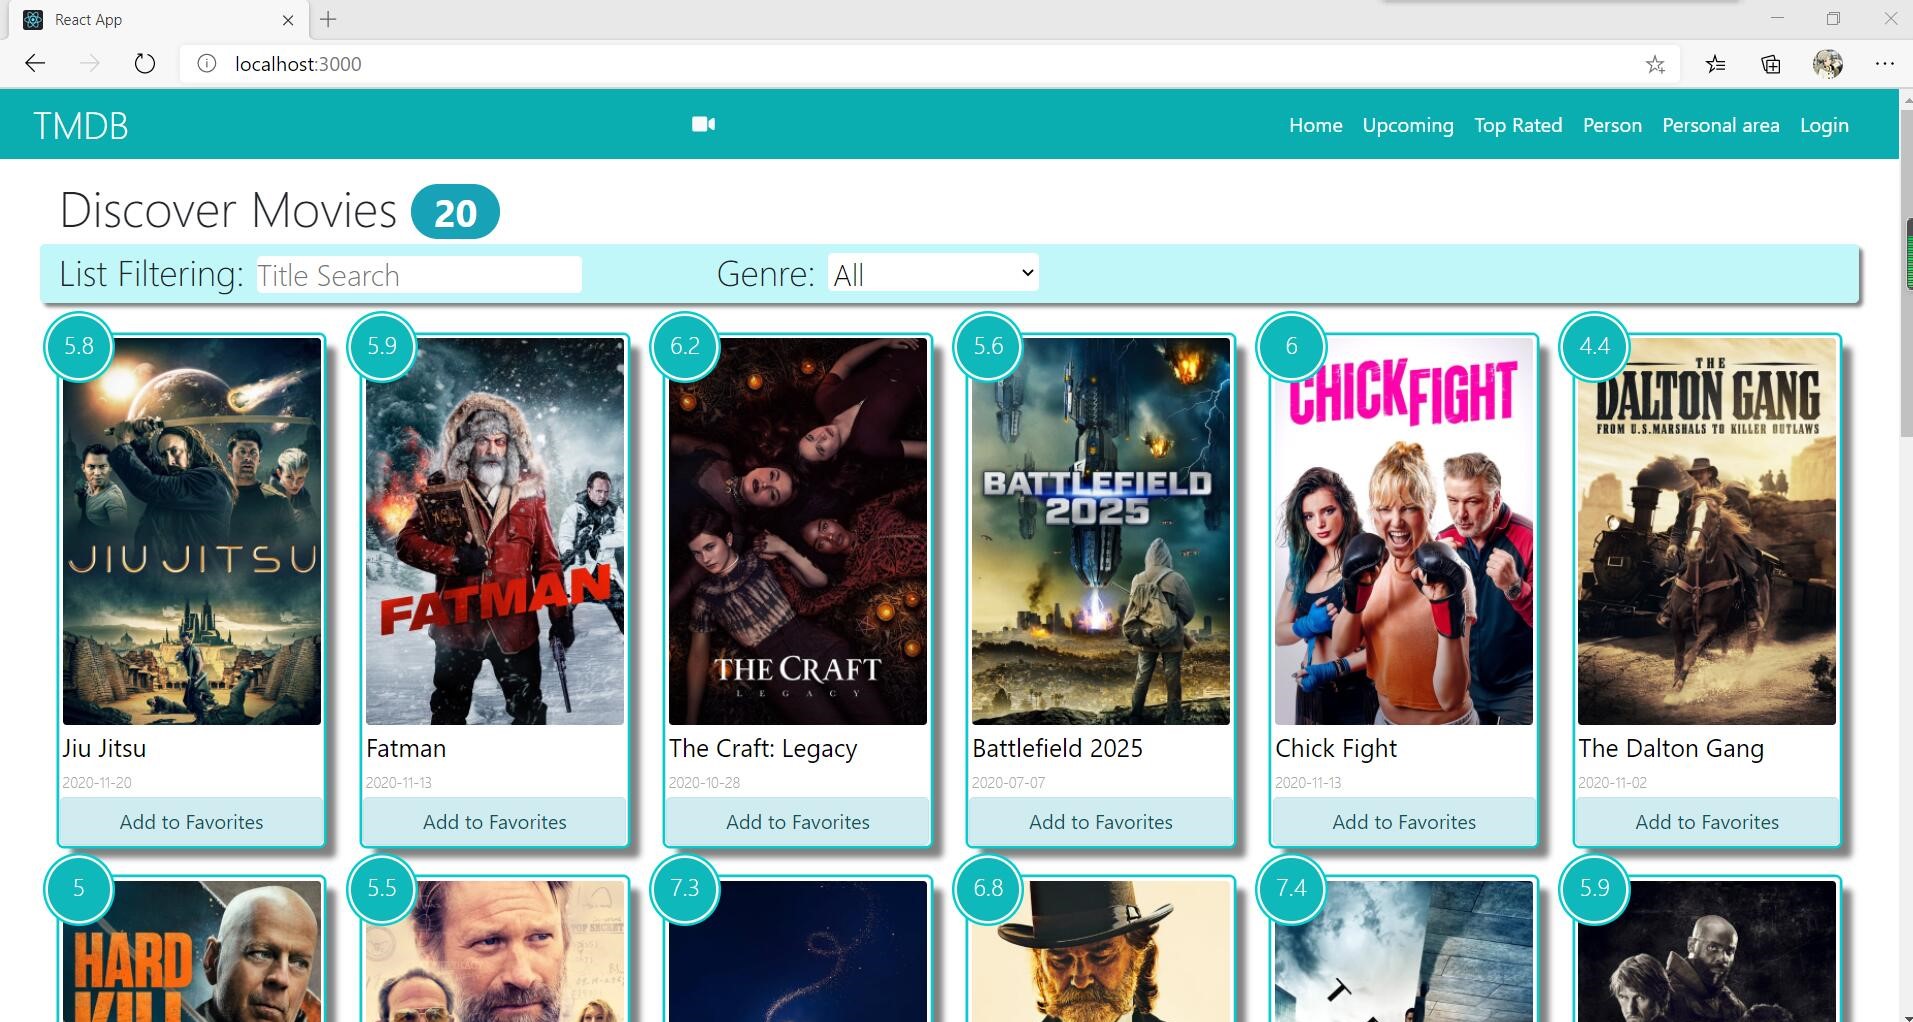 React App
localhost:3000
TMDB
Home Upcoming Top Rated Person Personal area Login
Discover Movies 20
List Filtering: Title Search Genre: All
5.8 5.9 6.2 5.6 6 4.4
JIU JITSU
FATMAN
THE CRAFT
LEGACY
BATTLEFIELD
2025
CHICKFIGHT
THE
DALTON GANG
FROM U.S. MARSHALS TO KILLER OUTLAWS
Jiu Jitsu Fatman The Craft: Legacy Battlefield 2025 Chick Fight The Dalton Gang
2020-11-20 2020-11-13 2020-10-28 2020-07-07 2020-11-13 2020-11-02
Add to Favorites Add to Favorites Add to Favorites Add to Favorites Add to Favorites Add to Favorites
5 5.5 7.3 6.8 7.4 5.9
HARD
KILL
TOP SECRET